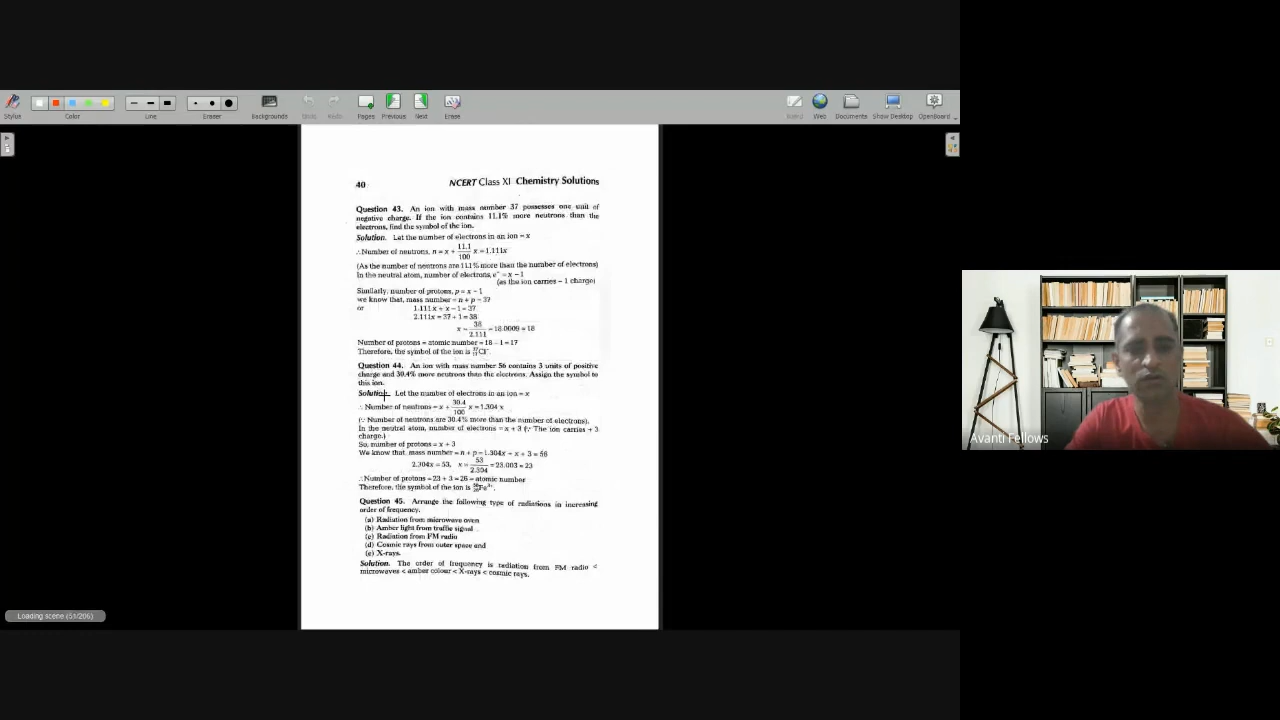 Stylus
Color
Line
Eraser
Backgrounds
Undo
Redo
Pages
Previous
Next
Erase
Board
Web
Documents
Show Desktop
OpenBoard
40
NCERT Class XI Chemistry Solutions
Question 43. An ion with mass number 37 possesses one unit of
negative charge. If the ion contains 11.1% more neutrons than the
electrons, find the symbol of the ion.
Solution. Let the number of electrons in an ion = x
∴ Number of neutrons, n = x + 11.1/100 x = 1.111x
(As the number of neutrons are 11.1% more than the number of electrons)
In the neutral atom, number of electrons, e⁻ = x − 1
(as the ion carries − 1 charge)
Similarly, number of protons, p = x − 1
we know that, mass number = n + p = 37
or 1.111x + x − 1 = 37
2.111x = 37 + 1 = 38
x = 38/2.111 = 18.0009 = 18
Number of protons = atomic number = 18 − 1 = 17
Therefore, the symbol of the ion is ³⁷₁₇Cl⁻.
Question 44. An ion with mass number 56 contains 3 units of positive
charge and 30.4% more neutrons than the electrons. Assign the symbol to
this ion.
Solution. Let the number of electrons in an ion = x
∴ Number of neutrons = x + 30.4/100 x = 1.304 x
(∵ Number of neutrons are 30.4% more than the number of electrons).
In the neutral atom, number of electrons = x + 3 (∵ The ion carries + 3
charge.)
So, number of protons = x + 3
We know that, mass number = n + p = 1.304x + x + 3 = 56
2.304x = 53, x = 53/2.304 = 23.003 = 23
∴ Number of protons = 23 + 3 = 26 = atomic number
Therefore, the symbol of the ion is ⁵⁶₂₆Fe³⁺.
Question 45. Arrange the following type of radiations in increasing
order of frequency.
(a) Radiation from microwave oven
(b) Amber light from traffic signal
(c) Radiation from FM radio
(d) Cosmic rays from outer space and
(e) X-rays.
Solution. The order of frequency is radiation from FM radio <
microwaves < amber colour < X-rays < cosmic rays.
Loading scene (51/206)
Avanti Fellows